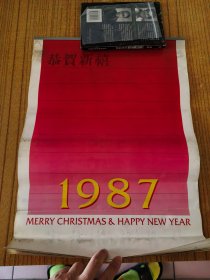 恭賀新禧
1987
MERRY CHRISTMAS & HAPPY NEW YEAR